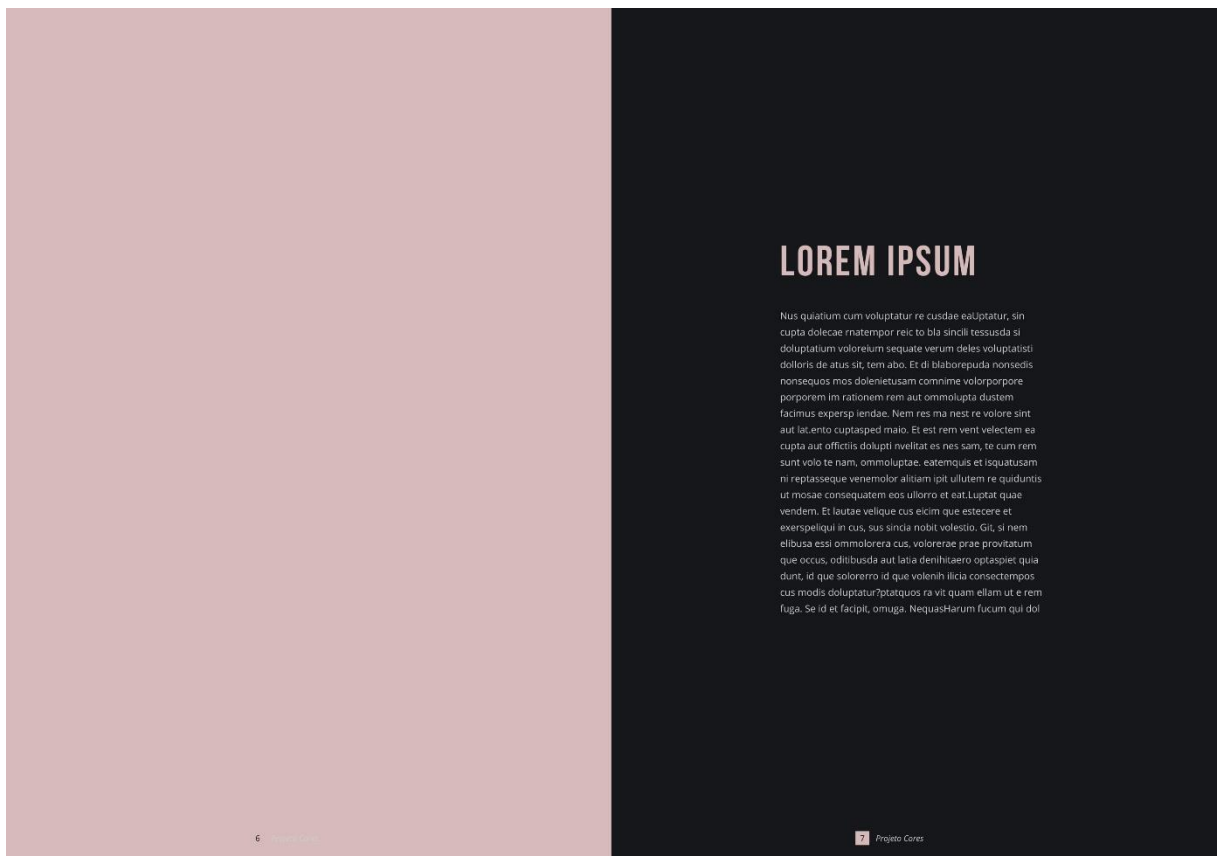 LOREM IPSUM
Nus quiatium cum voluptatur re cusdae eaUptatur, sin
cupta dolecae rnatempor reic to bla sincili tessusda si
doluptatium voloreium sequate verum deles voluptatisti
dolloris de atus sit, tem abo. Et di blaborepuda nonsedis
nonsequos mos dolenietusam comnime volorporpore
porporem im rationem rem aut ommolupta dustem
facimus expersp iendae. Nem res ma nest re volore sint
aut lat.ento cuptasped maio. Et est rem vent velectem ea
cupta aut offictiis dolupti nvelitat es nes sam, te cum rem
sunt volo te nam, ommoluptae. eatemquis et isquatusam
ni reptasseque venemolor alitiam ipit ullutem re quiduntis
ut mosae consequatem eos ullorro et eat.Luptat quae
vendem. Et lautae velique cus eicim que estecere et
exerspeliqui in cus, sus sincia nobit volestio. Git, si nem
elibusa essi ommolorera cus, volorerae prae provitatum
que occus, oditibusda aut latia denihitaero optaspiet quia
dunt, id que solorerro id que volenih ilicia consectempos
cus modis doluptatur?ptatquos ra vit quam ellam ut e rem
fuga. Se id et facipit, omuga. NequasHarum fucum qui dol
6 Projeto Cores
7 Projeto Cores